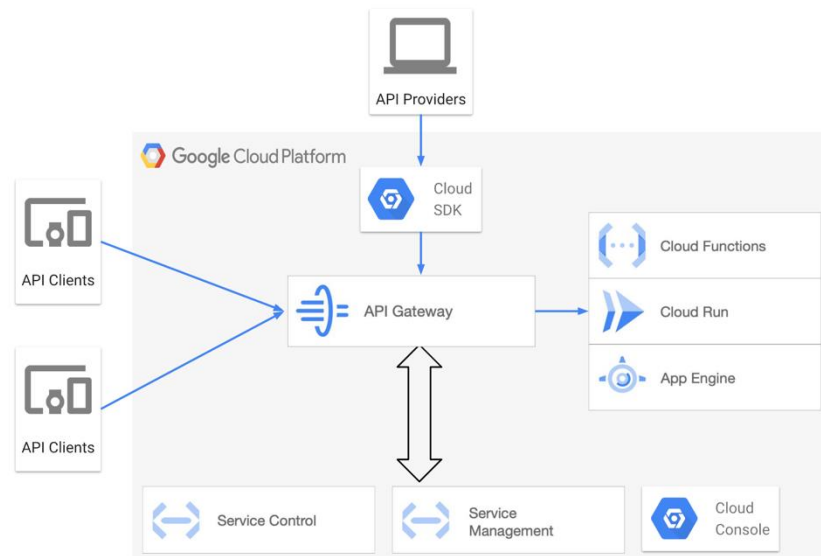 API Providers
Google Cloud Platform
Cloud
SDK
API Clients
Cloud Functions
API Gateway
Cloud Run
App Engine
API Clients
Service Control
Service
Management
Cloud
Console